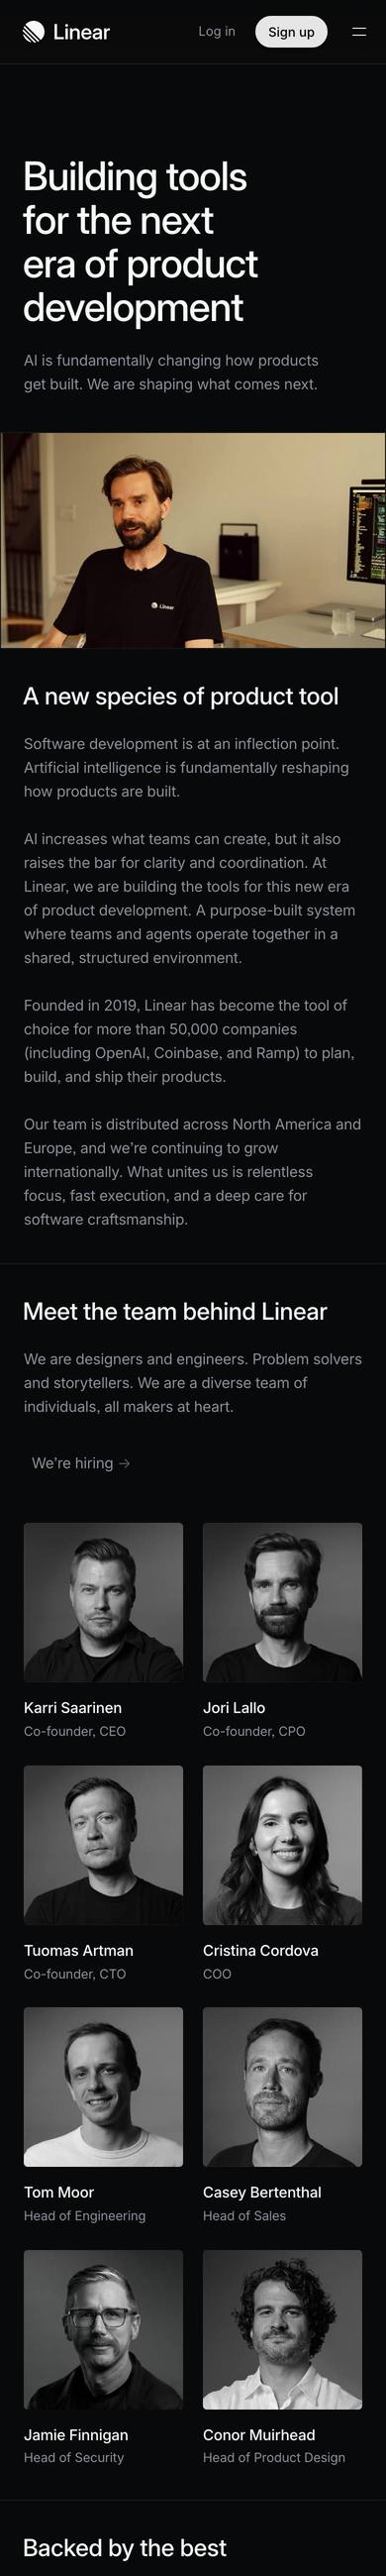 Linear
Log in
Sign up
Building tools
for the next
era of product
development
AI is fundamentally changing how products
get built. We are shaping what comes next.
Linear
A new species of product tool
Software development is at an inflection point.
Artificial intelligence is fundamentally reshaping
how products are built.
AI increases what teams can create, but it also
raises the bar for clarity and coordination. At
Linear, we are building the tools for this new era
of product development. A purpose-built system
where teams and agents operate together in a
shared, structured environment.
Founded in 2019, Linear has become the tool of
choice for more than 50,000 companies
(including OpenAI, Coinbase, and Ramp) to plan,
build, and ship their products.
Our team is distributed across North America and
Europe, and we’re continuing to grow
internationally. What unites us is relentless
focus, fast execution, and a deep care for
software craftsmanship.
Meet the team behind Linear
We are designers and engineers. Problem solvers
and storytellers. We are a diverse team of
individuals, all makers at heart.
We’re hiring →
Karri Saarinen
Co-founder, CEO
Jori Lallo
Co-founder, CPO
Tuomas Artman
Co-founder, CTO
Cristina Cordova
COO
Tom Moor
Head of Engineering
Casey Bertenthal
Head of Sales
Jamie Finnigan
Head of Security
Conor Muirhead
Head of Product Design
Backed by the best